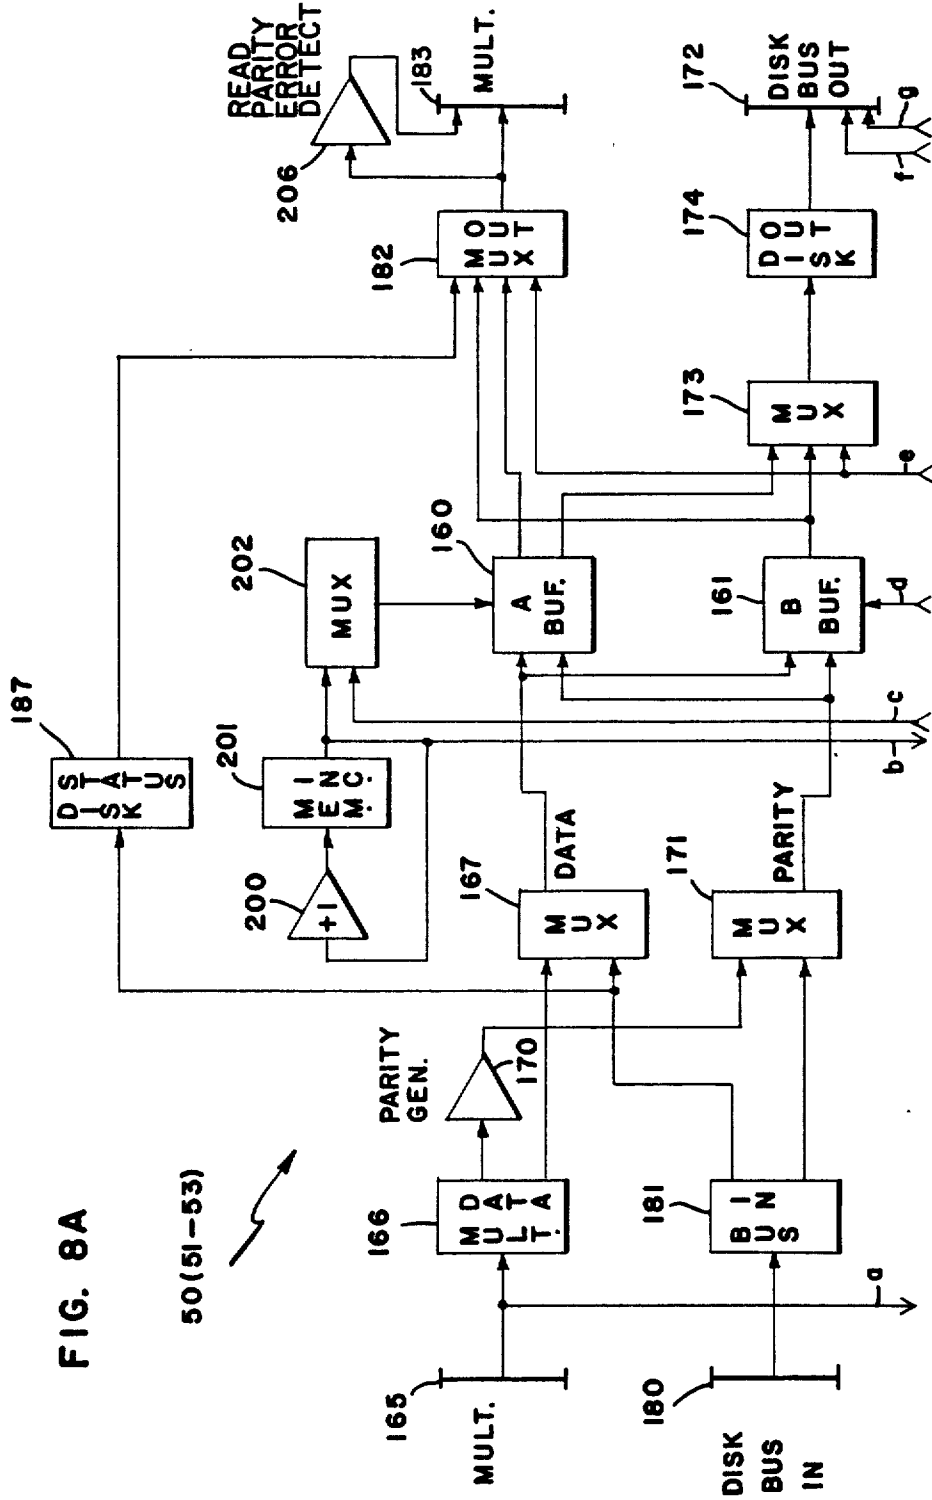 FIG. 8A
50(51-53)
165
MULT.
166
MULT.
DATA
PARITY
GEN.
170
180
DISK
BUS
IN
181
BUS
IN
a
187
DISK
STATUS
200
+1
201
MEM.
INC.
202
MUX
167
MUX
DATA
171
MUX
PARITY
b
c
160
A
BUF.
161
B
BUF.
d
e
182
MUX
OUT
206
READ
PARITY
ERROR
DETECT
183
MULT.
173
MUX
174
DISK
OUT
172
DISK
BUS
OUT
f
g